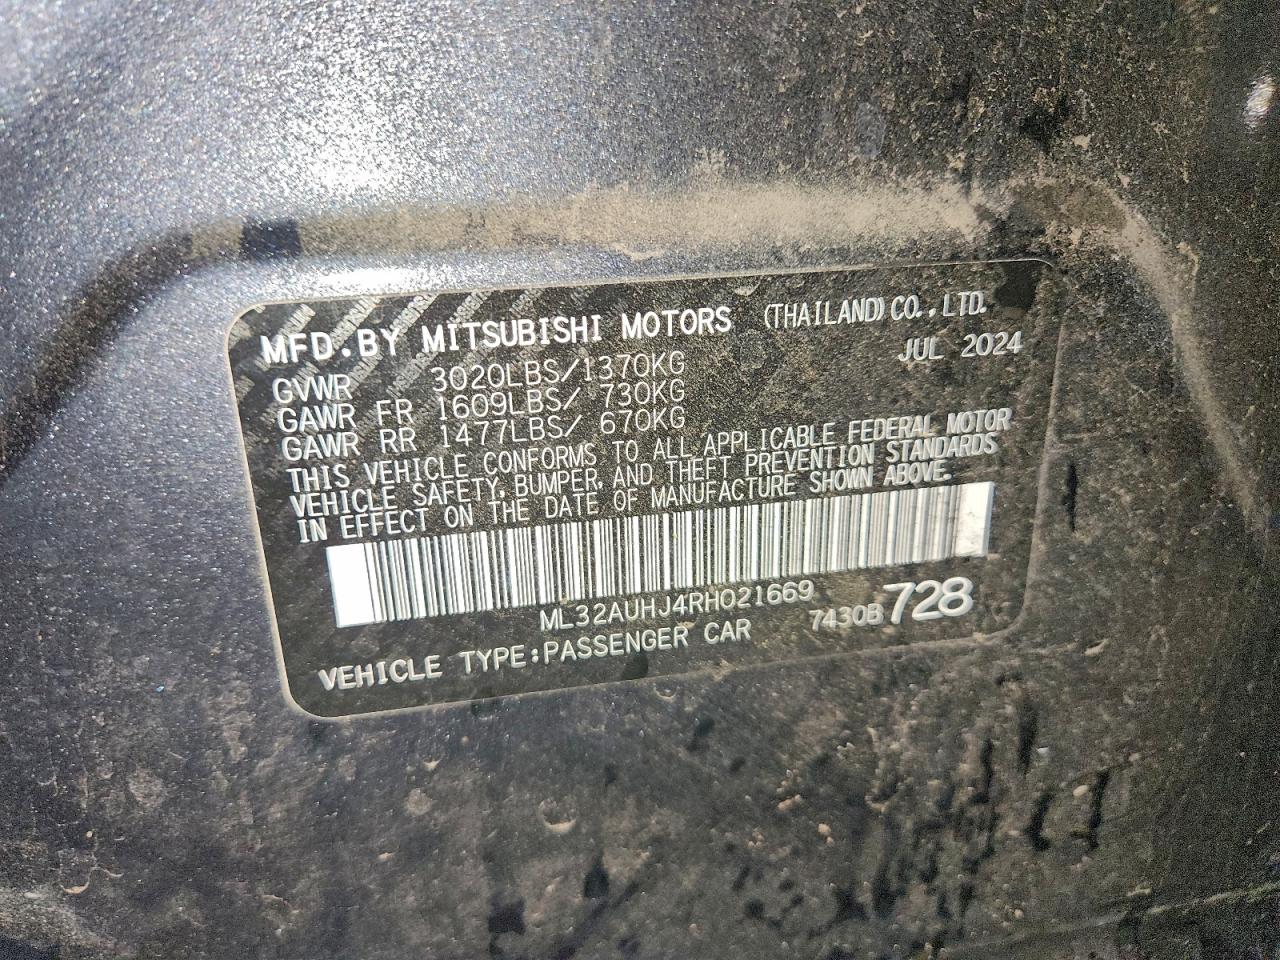 MFD.BY MITSUBISHI MOTORS (THAILAND) CO.,LTD.
GVWR 3020LBS/1370KG JUL 2024
GAWR FR 1609LBS/ 730KG
GAWR RR 1477LBS/ 670KG
THIS VEHICLE CONFORMS TO ALL APPLICABLE FEDERAL MOTOR
VEHICLE SAFETY, BUMPER, AND THEFT PREVENTION STANDARDS
IN EFFECT ON THE DATE OF MANUFACTURE SHOWN ABOVE.
ML32AUHJ4RH021669
VEHICLE TYPE:PASSENGER CAR 7430B728